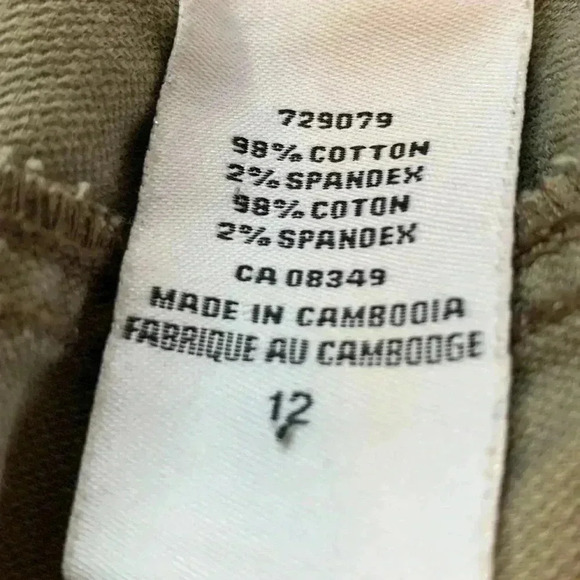 729079
98% COTTON
2% SPANDEX
98% COTON
2% SPANDEX
CA 08349
MADE IN CAMBODIA
FABRIQUE AU CAMBODGE
12